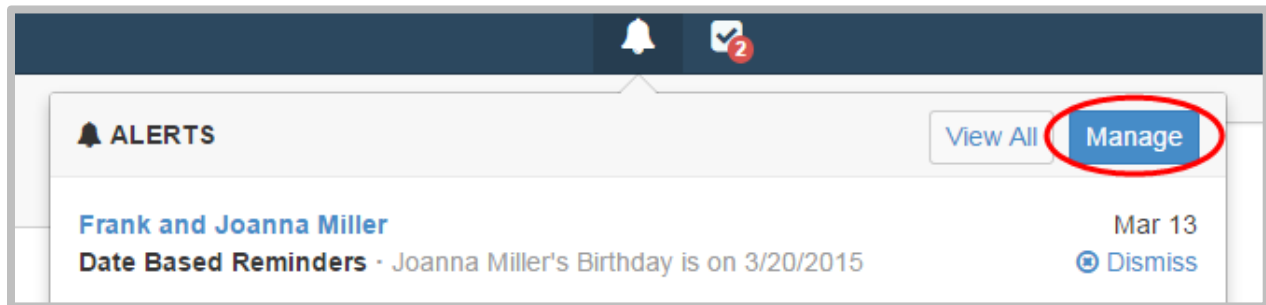 2
ALERTS
View All
Manage
Frank and Joanna Miller
Mar 13
Date Based Reminders · Joanna Miller's Birthday is on 3/20/2015
Dismiss